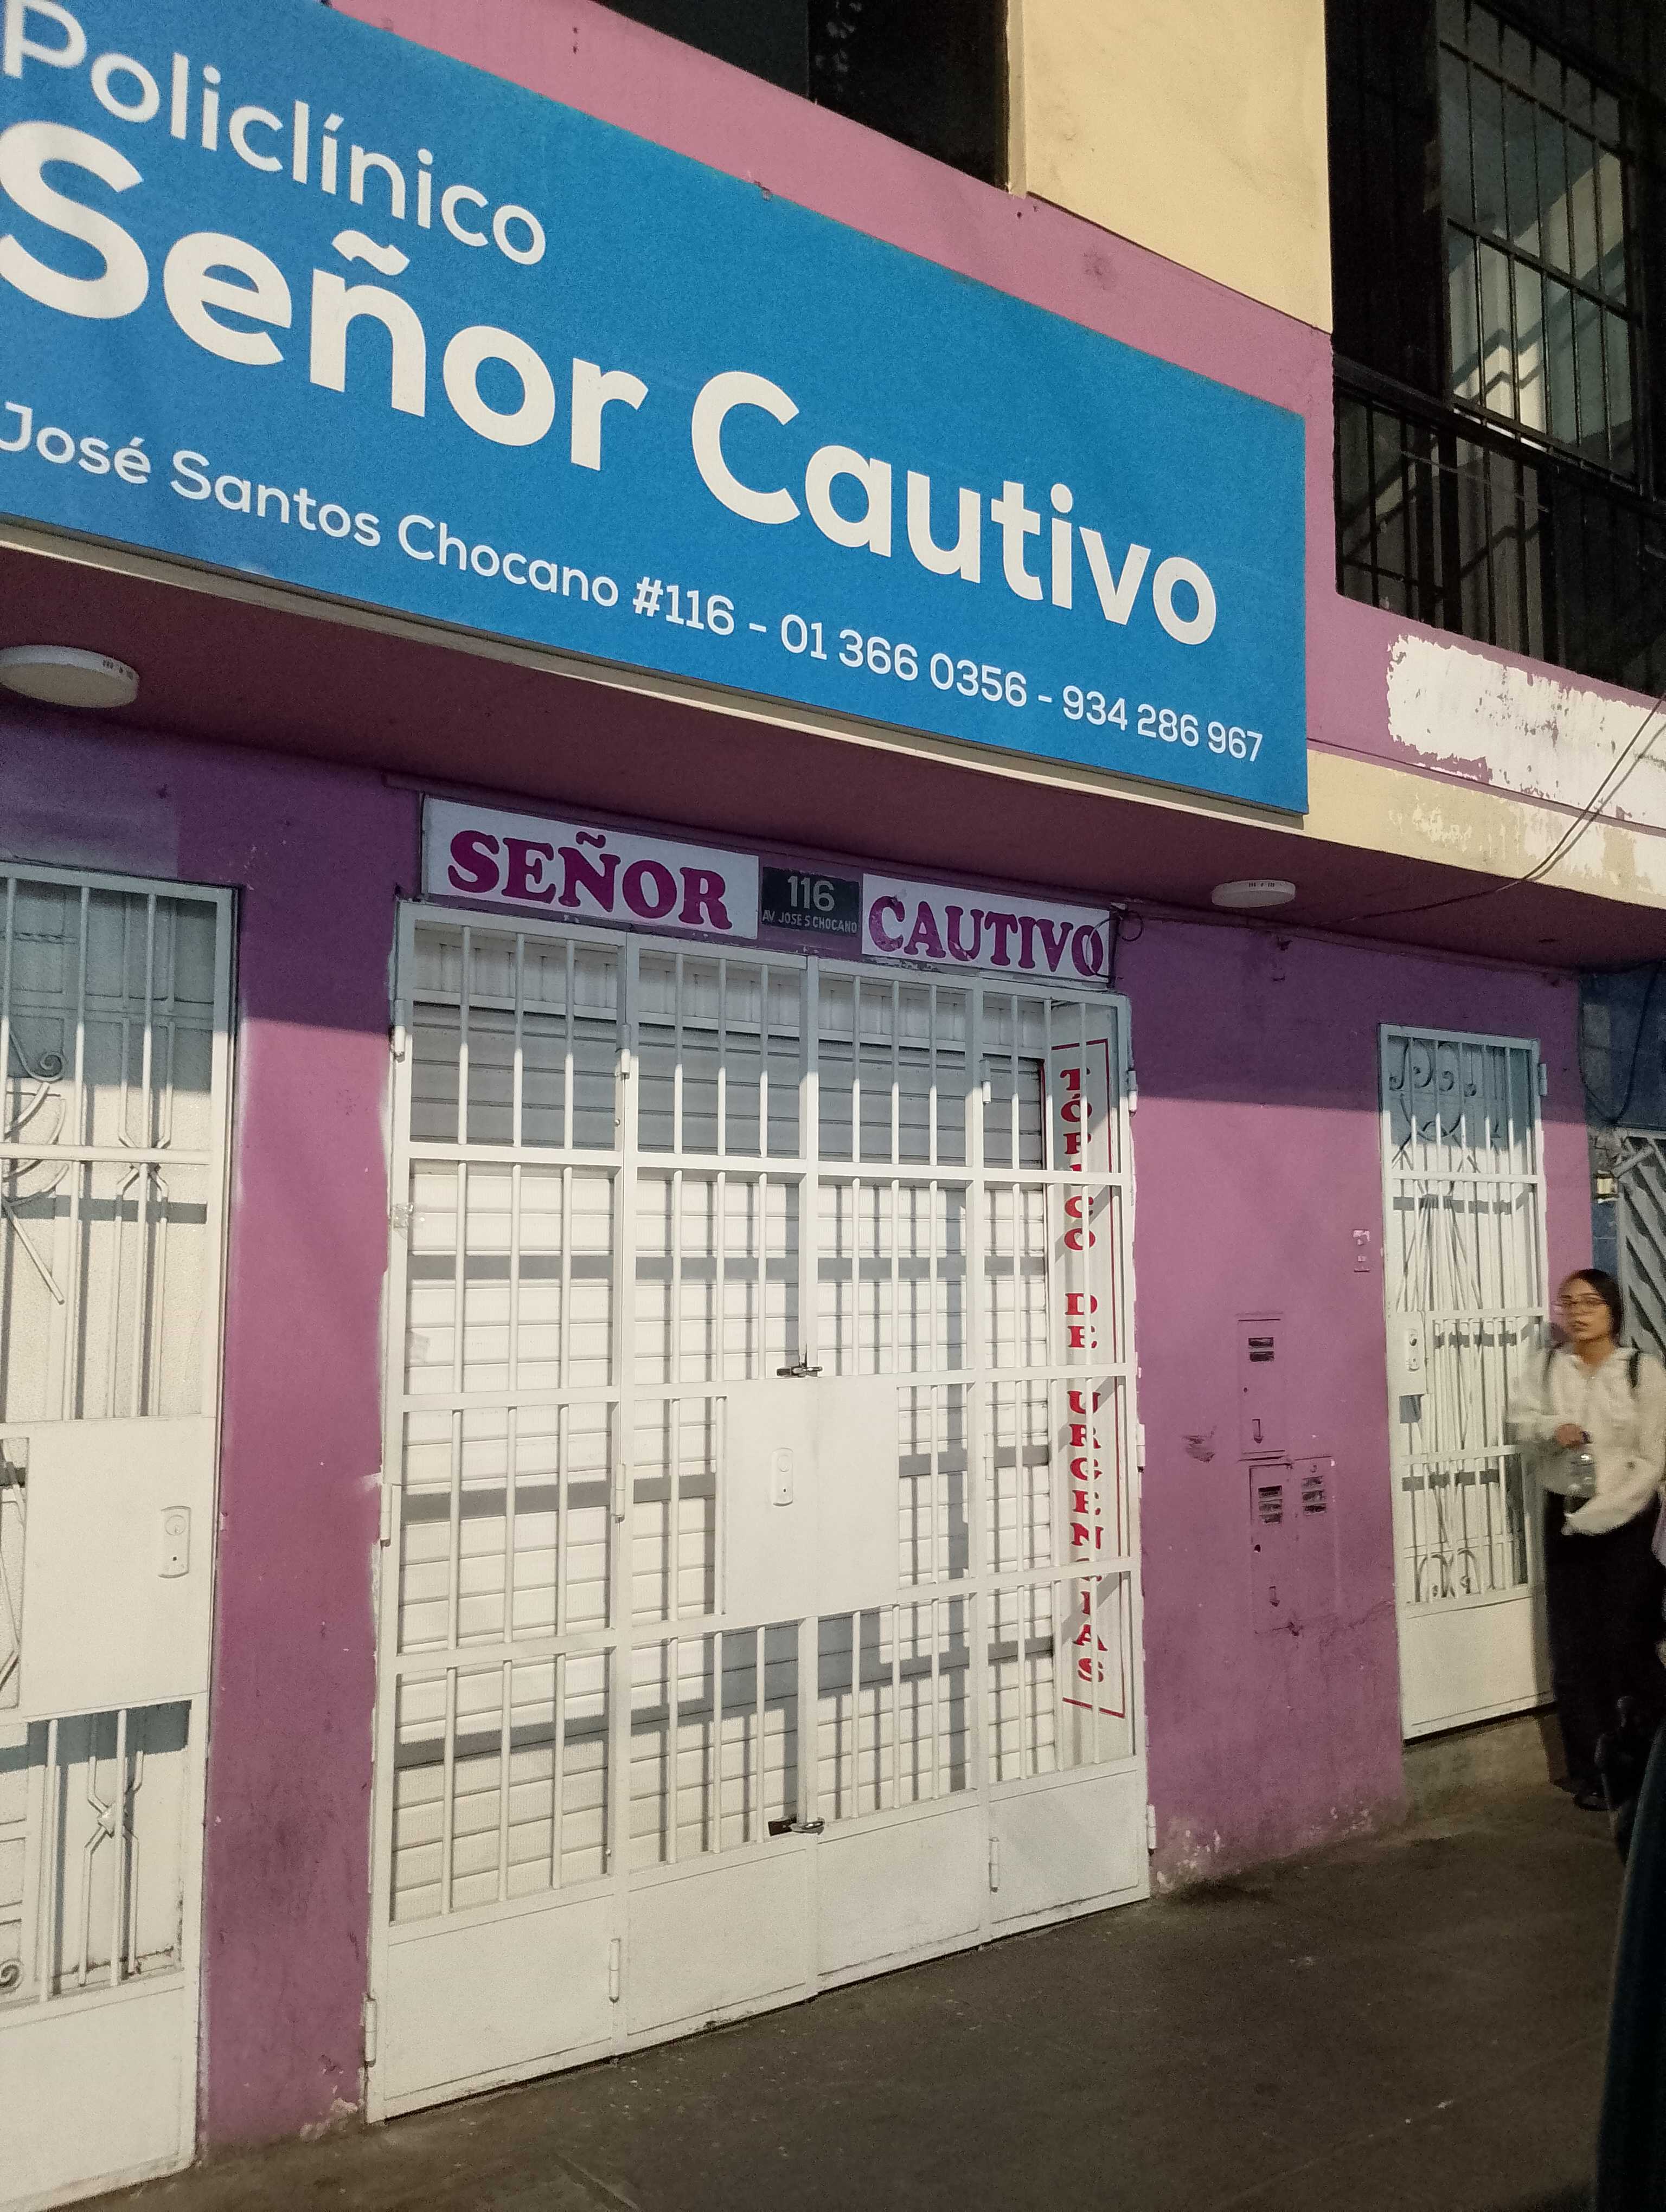 Policlínico
Señor Cautivo
José Santos Chocano #116 - 01 366 0356 - 934 286 967
SEÑOR
116
AV JOSE S CHOCANO
CAUTIVO
TÓPICO DE URGENCIAS